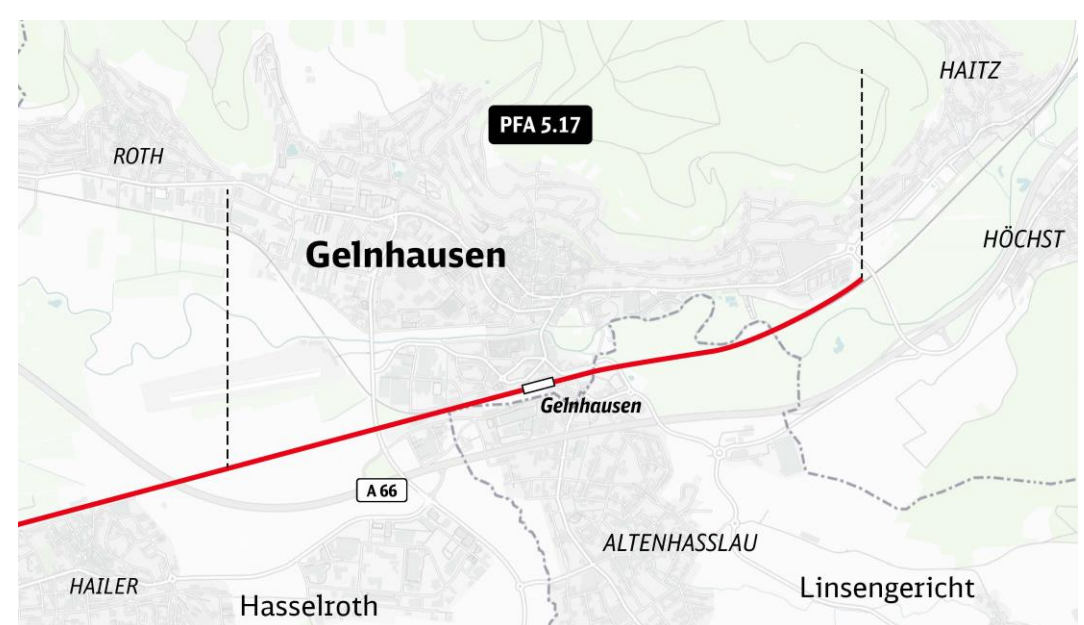 HAITZ
PFA 5.17
ROTH
HÖCHST
Gelnhausen
Gelnhausen
A 66
ALTENHASSLAU
HAILER
Linsengericht
Hasselroth